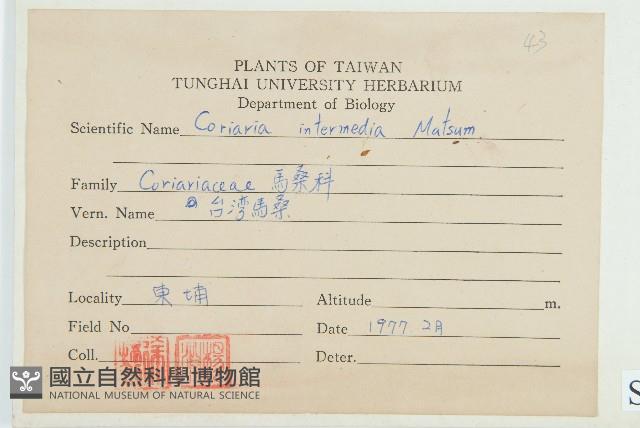 43
PLANTS OF TAIWAN
TUNGHAI UNIVERSITY HERBARIUM
Department of Biology
Scientific Name Coriaria intermedia Matsum.
Family Coriariaceae 馬桑科
Vern. Name 台湾馬桑
Description
Locality 東埔 Altitude m.
Field No Date 1977. 2月
Coll. Deter.
國立自然科學博物館
NATIONAL MUSEUM OF NATURAL SCIENCE
S